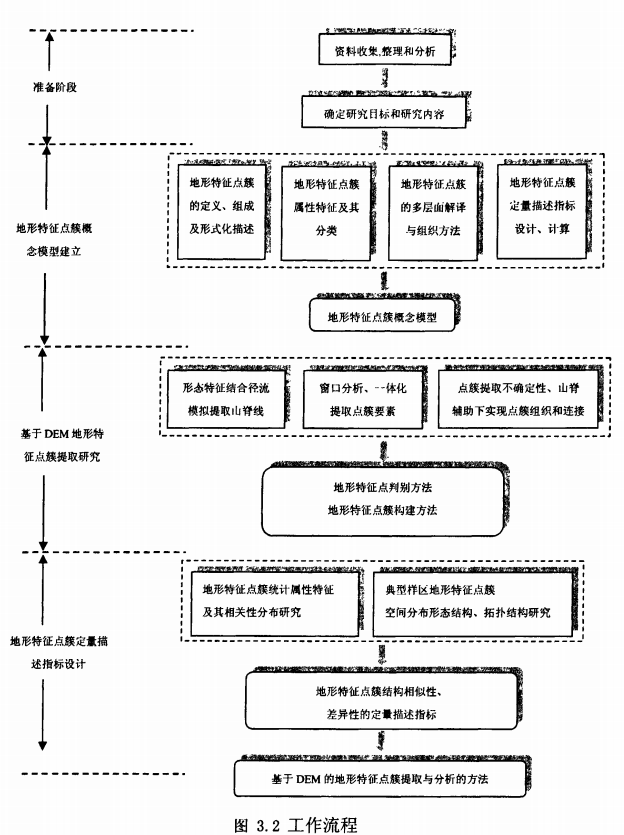 资料收集,整理和分析
准备阶段
确定研究目标和研究内容
地形特征点簇
的定义、组成
及形式化描述
地形特征点簇
属性特征及其
分类
地形特征点簇
的多层面解译
与组织方法
地形特征点簇
定量描述指标
设计、计算
地形特征点簇概
念模型建立
地形特征点簇概念模型
形态特征结合径流
模拟提取山脊线
窗口分析、一体化
提取点簇要素
点簇提取不确定性、山脊
辅助下实现点簇组织和连接
基于 DEM 地形特
征点簇提取研究
地形特征点判别方法
地形特征点簇构建方法
地形特征点簇统计属性特征
及其相关性分布研究
典型样区地形特征点簇
空间分布形态结构、拓扑结构研究
地形特征点簇定量描
述指标设计
地形特征点簇结构相似性、
差异性的定量描述指标
基于 DEM 的地形特征点簇提取与分析的方法
图 3.2 工作流程